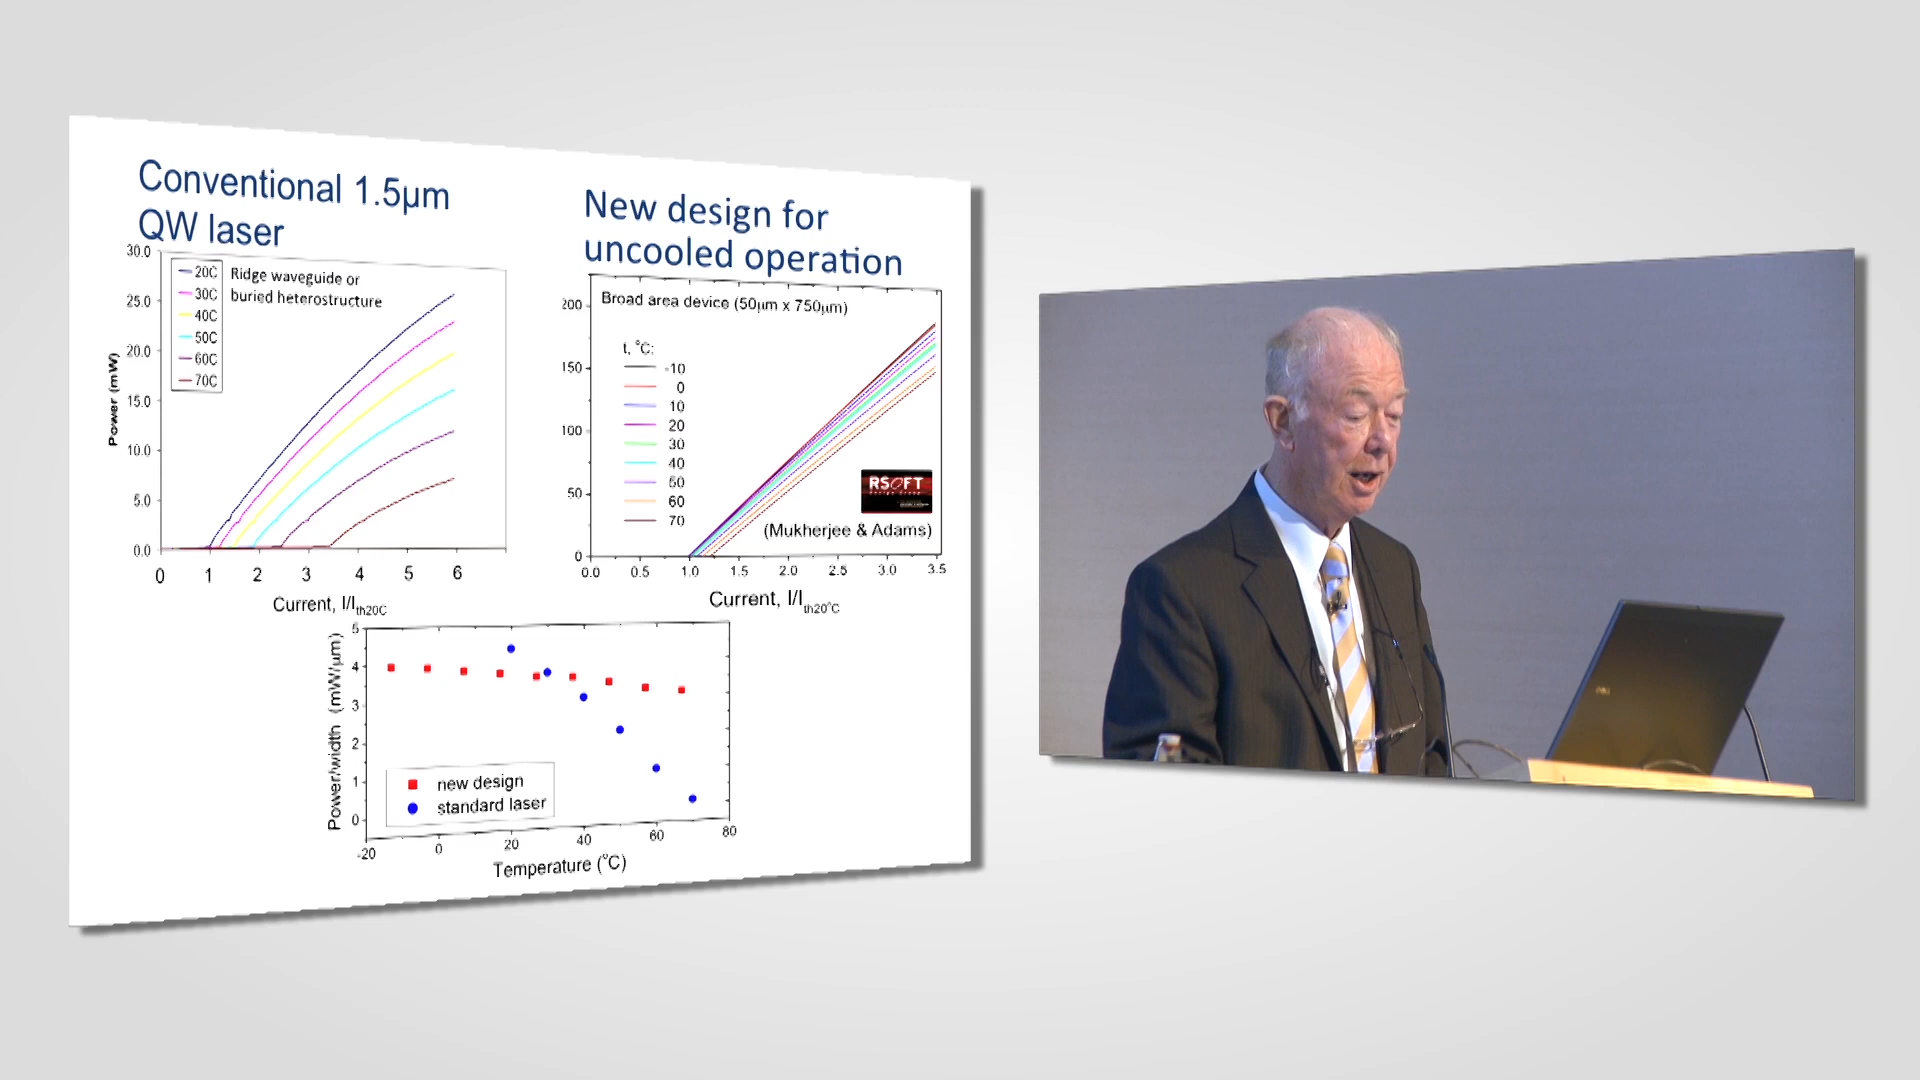 Conventional 1.5µm
QW laser
30.0
25.0
20.0
15.0
10.0
5.0
0.0
Power (mW)
20C
30C
40C
50C
60C
70C
Ridge waveguide or
buried heterostructure
0 1 2 3 4 5 6
Current, I/Ith20C
New design for
uncooled operation
200
150
100
50
0
Broad area device (50µm x 750µm)
t, °C:
-10
0
10
20
30
40
50
60
70
RSOFT
(Mukherjee & Adams)
0.0 0.5 1.0 1.5 2.0 2.5 3.0 3.5
Current, I/Ith20°C
5
4
3
2
1
0
Power/width (mW/µm)
new design
standard laser
-20 0 20 40 60 80
Temperature (°C)